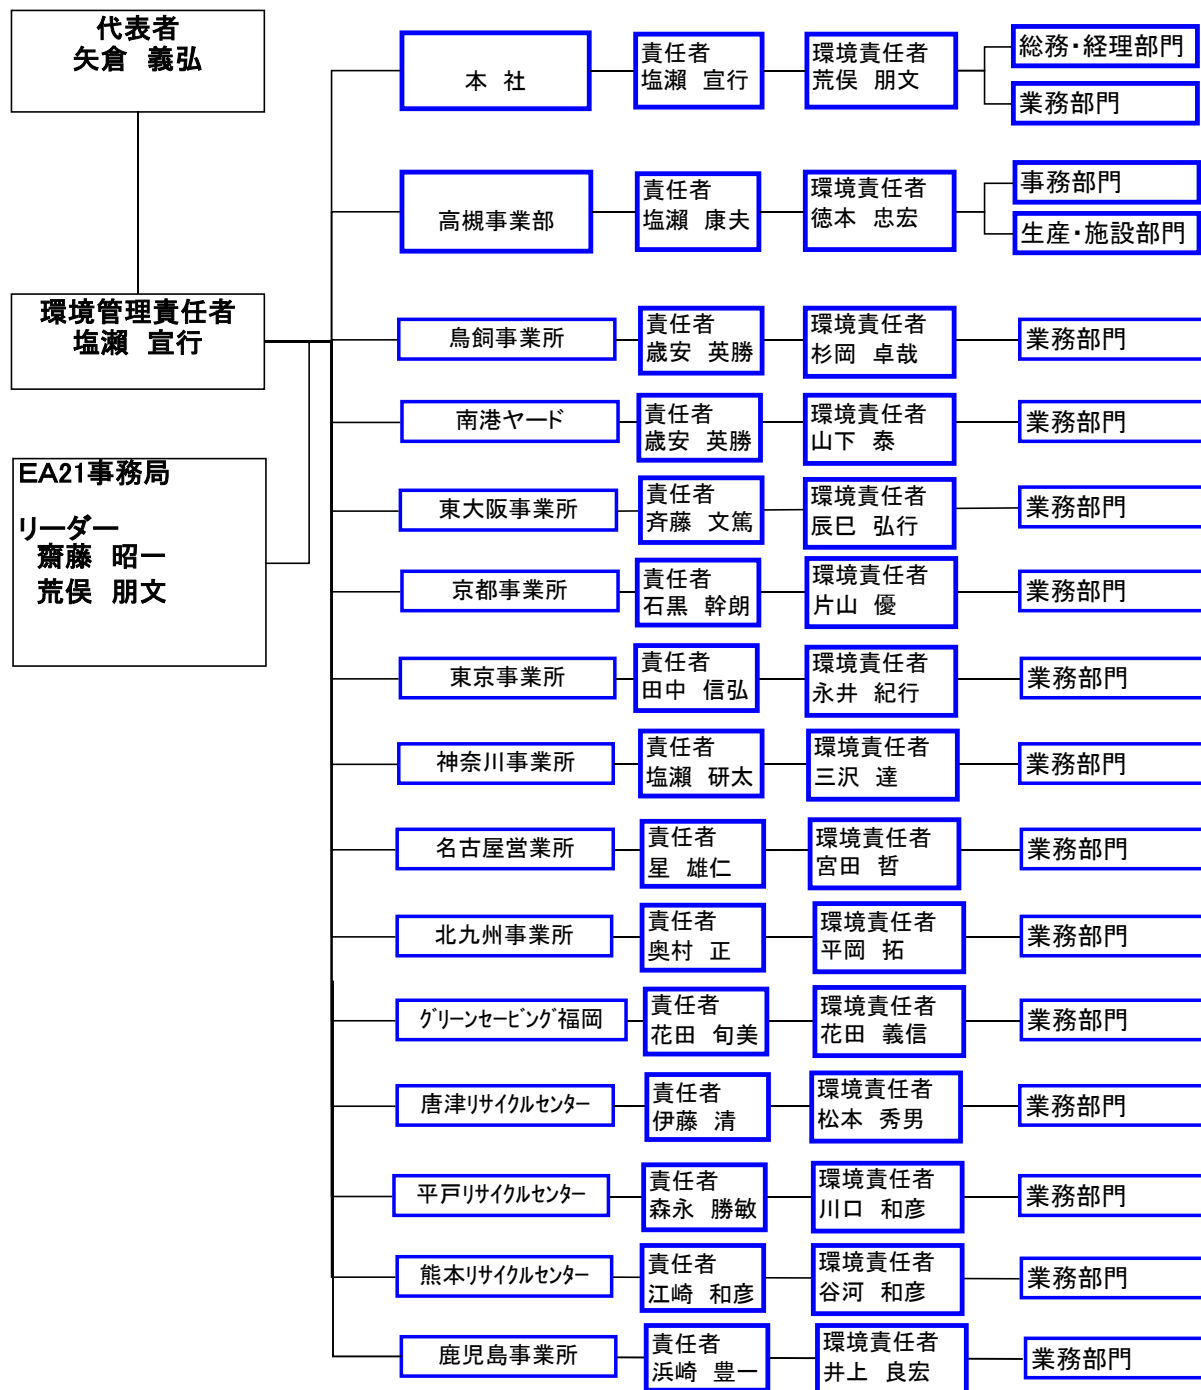 代表者
矢倉 義弘
環境管理責任者
塩瀬 宣行
EA21事務局
リーダー
齋藤 昭一
荒俣 朋文
本 社
責任者
塩瀬 宣行
環境責任者
荒俣 朋文
総務・経理部門
業務部門
高槻事業部
責任者
塩瀬 康夫
環境責任者
徳本 忠宏
事務部門
生産・施設部門
鳥飼事業所
責任者
歳安 英勝
環境責任者
杉岡 卓哉
業務部門
南港ヤード
責任者
歳安 英勝
環境責任者
山下 泰
業務部門
東大阪事業所
責任者
斉藤 文篤
環境責任者
辰巳 弘行
業務部門
京都事業所
責任者
石黒 幹朗
環境責任者
片山 優
業務部門
東京事業所
責任者
田中 信弘
環境責任者
永井 紀行
業務部門
神奈川事業所
責任者
塩瀬 研太
環境責任者
三沢 達
業務部門
名古屋営業所
責任者
星 雄仁
環境責任者
宮田 哲
業務部門
北九州事業所
責任者
奥村 正
環境責任者
平岡 拓
業務部門
グリーンセービング福岡
責任者
花田 旬美
環境責任者
花田 義信
業務部門
唐津リサイクルセンター
責任者
伊藤 清
環境責任者
松本 秀男
業務部門
平戸リサイクルセンター
責任者
森永 勝敏
環境責任者
川口 和彦
業務部門
熊本リサイクルセンター
責任者
江崎 和彦
環境責任者
谷河 和彦
業務部門
鹿児島事業所
責任者
浜崎 豊一
環境責任者
井上 良宏
業務部門